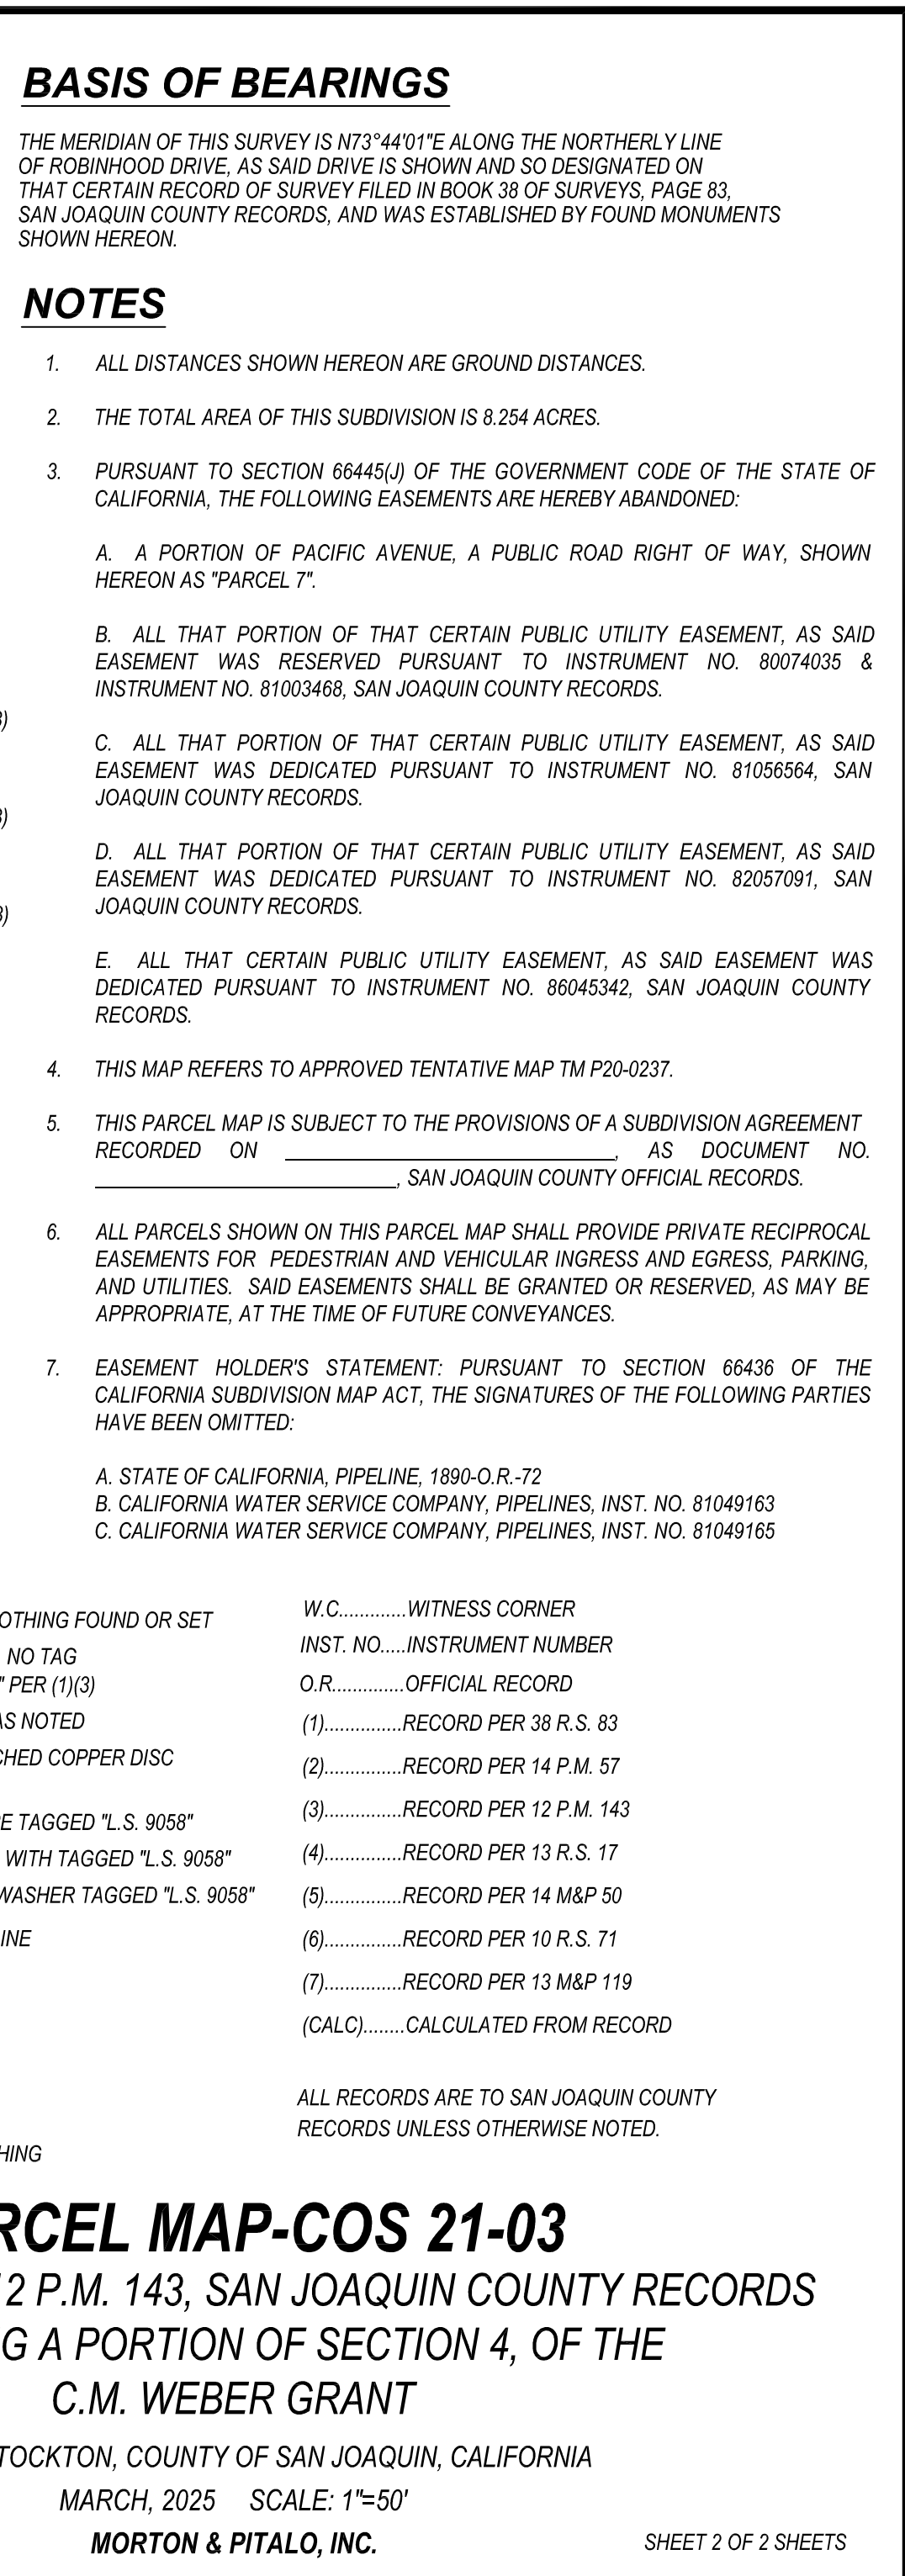 BASIS OF BEARINGS
THE MERIDIAN OF THIS SURVEY IS N73°44'01"E ALONG THE NORTHERLY LINE
OF ROBINHOOD DRIVE, AS SAID DRIVE IS SHOWN AND SO DESIGNATED ON
THAT CERTAIN RECORD OF SURVEY FILED IN BOOK 38 OF SURVEYS, PAGE 83,
SAN JOAQUIN COUNTY RECORDS, AND WAS ESTABLISHED BY FOUND MONUMENTS
SHOWN HEREON.
NOTES
1. ALL DISTANCES SHOWN HEREON ARE GROUND DISTANCES.
2. THE TOTAL AREA OF THIS SUBDIVISION IS 8.254 ACRES.
3. PURSUANT TO SECTION 66445(J) OF THE GOVERNMENT CODE OF THE STATE OF
CALIFORNIA, THE FOLLOWING EASEMENTS ARE HEREBY ABANDONED:
A. A PORTION OF PACIFIC AVENUE, A PUBLIC ROAD RIGHT OF WAY, SHOWN
HEREON AS "PARCEL 7".
B. ALL THAT PORTION OF THAT CERTAIN PUBLIC UTILITY EASEMENT, AS SAID
EASEMENT WAS RESERVED PURSUANT TO INSTRUMENT NO. 80074035 &
INSTRUMENT NO. 81003468, SAN JOAQUIN COUNTY RECORDS.
C. ALL THAT PORTION OF THAT CERTAIN PUBLIC UTILITY EASEMENT, AS SAID
EASEMENT WAS DEDICATED PURSUANT TO INSTRUMENT NO. 81056564, SAN
JOAQUIN COUNTY RECORDS.
D. ALL THAT PORTION OF THAT CERTAIN PUBLIC UTILITY EASEMENT, AS SAID
EASEMENT WAS DEDICATED PURSUANT TO INSTRUMENT NO. 82057091, SAN
JOAQUIN COUNTY RECORDS.
E. ALL THAT CERTAIN PUBLIC UTILITY EASEMENT, AS SAID EASEMENT WAS
DEDICATED PURSUANT TO INSTRUMENT NO. 86045342, SAN JOAQUIN COUNTY
RECORDS.
4. THIS MAP REFERS TO APPROVED TENTATIVE MAP TM P20-0237.
5. THIS PARCEL MAP IS SUBJECT TO THE PROVISIONS OF A SUBDIVISION AGREEMENT
RECORDED ON ____________________________, AS DOCUMENT NO.
__________________________, SAN JOAQUIN COUNTY OFFICIAL RECORDS.
6. ALL PARCELS SHOWN ON THIS PARCEL MAP SHALL PROVIDE PRIVATE RECIPROCAL
EASEMENTS FOR PEDESTRIAN AND VEHICULAR INGRESS AND EGRESS, PARKING,
AND UTILITIES. SAID EASEMENTS SHALL BE GRANTED OR RESERVED, AS MAY BE
APPROPRIATE, AT THE TIME OF FUTURE CONVEYANCES.
7. EASEMENT HOLDER'S STATEMENT: PURSUANT TO SECTION 66436 OF THE
CALIFORNIA SUBDIVISION MAP ACT, THE SIGNATURES OF THE FOLLOWING PARTIES
HAVE BEEN OMITTED:
A. STATE OF CALIFORNIA, PIPELINE, 1890-O.R.-72
B. CALIFORNIA WATER SERVICE COMPANY, PIPELINES, INST. NO. 81049163
C. CALIFORNIA WATER SERVICE COMPANY, PIPELINES, INST. NO. 81049165
OTHING FOUND OR SET
NO TAG
" PER (1)(3)
AS NOTED
CHED COPPER DISC
E TAGGED "L.S. 9058"
WITH TAGGED "L.S. 9058"
WASHER TAGGED "L.S. 9058"
INE
HING
W.C.............WITNESS CORNER
INST. NO.....INSTRUMENT NUMBER
O.R..............OFFICIAL RECORD
(1)...............RECORD PER 38 R.S. 83
(2)...............RECORD PER 14 P.M. 57
(3)...............RECORD PER 12 P.M. 143
(4)...............RECORD PER 13 R.S. 17
(5)...............RECORD PER 14 M&P 50
(6)...............RECORD PER 10 R.S. 71
(7)...............RECORD PER 13 M&P 119
(CALC)........CALCULATED FROM RECORD
ALL RECORDS ARE TO SAN JOAQUIN COUNTY
RECORDS UNLESS OTHERWISE NOTED.
RCEL MAP-COS 21-03
2 P.M. 143, SAN JOAQUIN COUNTY RECORDS
G A PORTION OF SECTION 4, OF THE
C.M. WEBER GRANT
TOCKTON, COUNTY OF SAN JOAQUIN, CALIFORNIA
MARCH, 2025 SCALE: 1"=50'
MORTON & PITALO, INC.
SHEET 2 OF 2 SHEETS